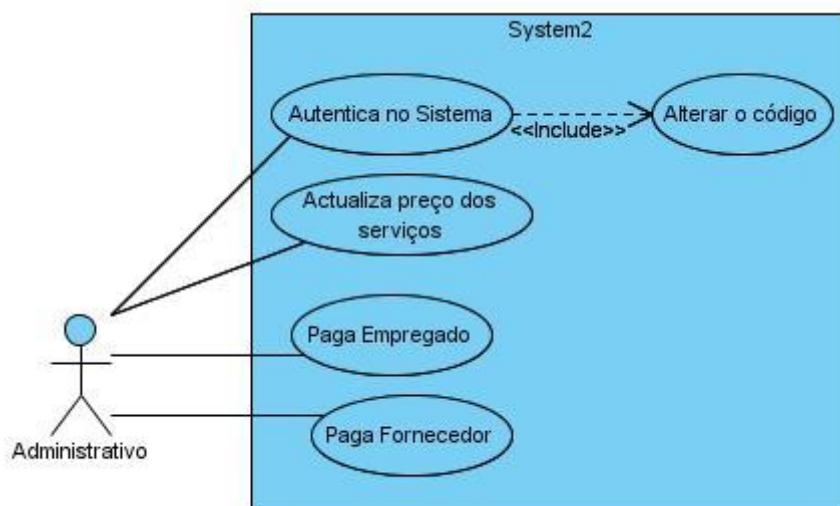 System2
Autentica no Sistema
<<Include>>
Alterar o código
Actualiza preço dos
serviços
Paga Empregado
Paga Fornecedor
Administrativo